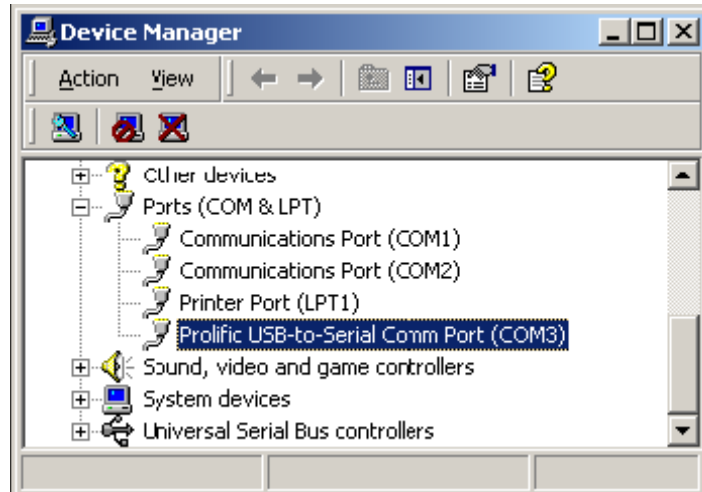 Device Manager
Action View
Other devices
Ports (COM & LPT)
Communications Port (COM1)
Communications Port (COM2)
Printer Port (LPT1)
Prolific USB-to-Serial Comm Port (COM3)
Sound, video and game controllers
System devices
Universal Serial Bus controllers